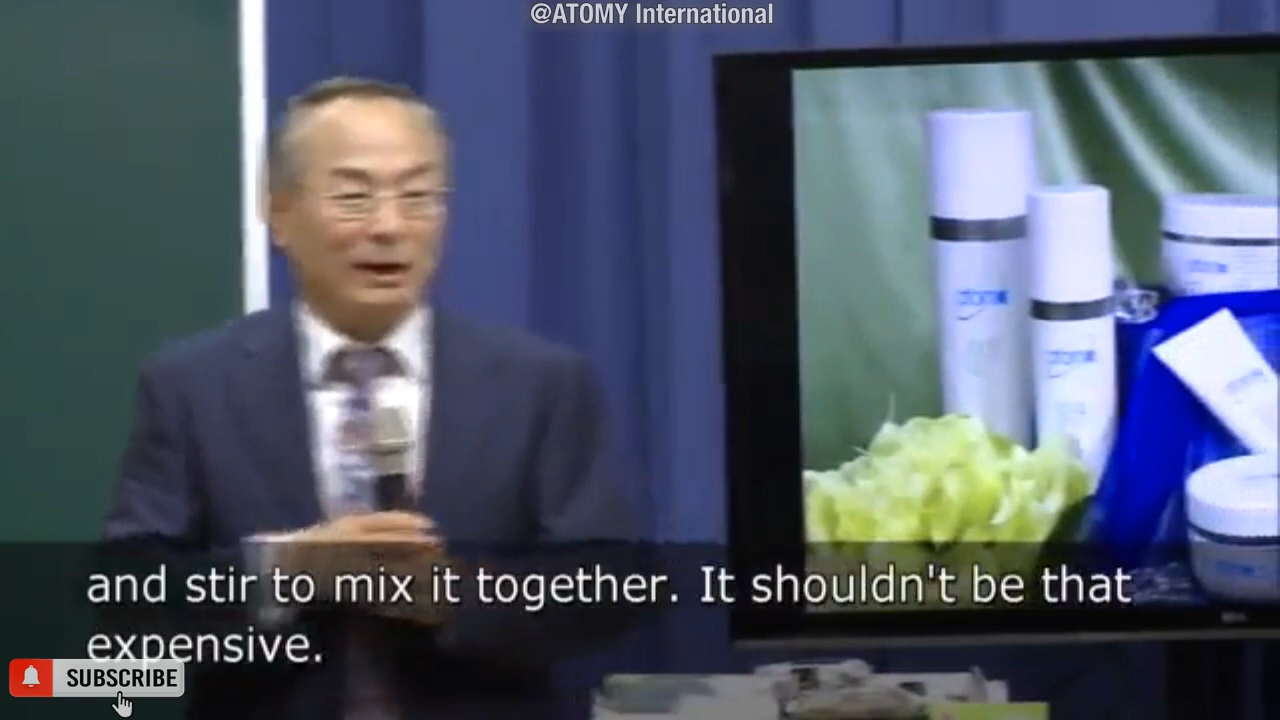 @ATOMY International
and stir to mix it together. It shouldn't be that
expensive.
SUBSCRIBE